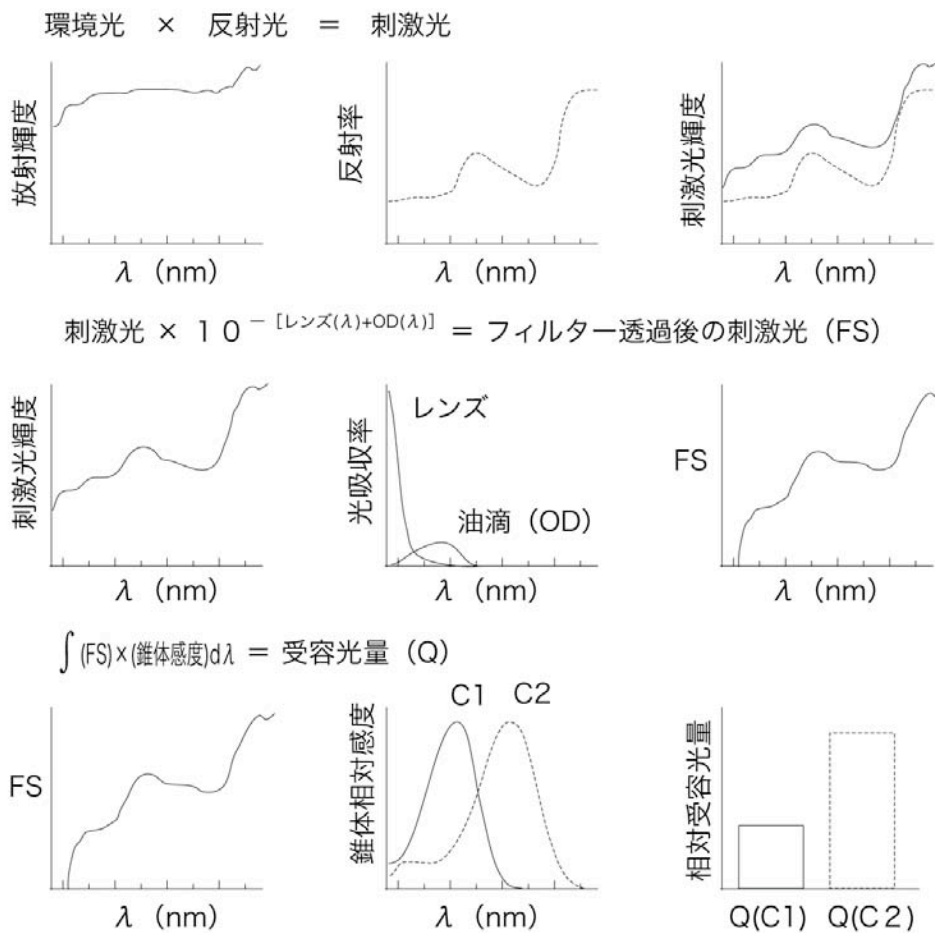 環境光 × 反射光 = 刺激光
放射輝度
λ (nm)
反射率
λ (nm)
刺激光輝度
λ (nm)
刺激光 × 10^－[レンズ(λ)+OD(λ)] = フィルター透過後の刺激光(FS)
刺激光輝度
λ (nm)
光吸収率
レンズ
油滴(OD)
λ (nm)
FS
λ (nm)
∫(FS)×(錐体感度)dλ = 受容光量(Q)
FS
λ (nm)
錐体相対感度
C1 C2
λ (nm)
相対受容光量
Q(C1) Q(C2)